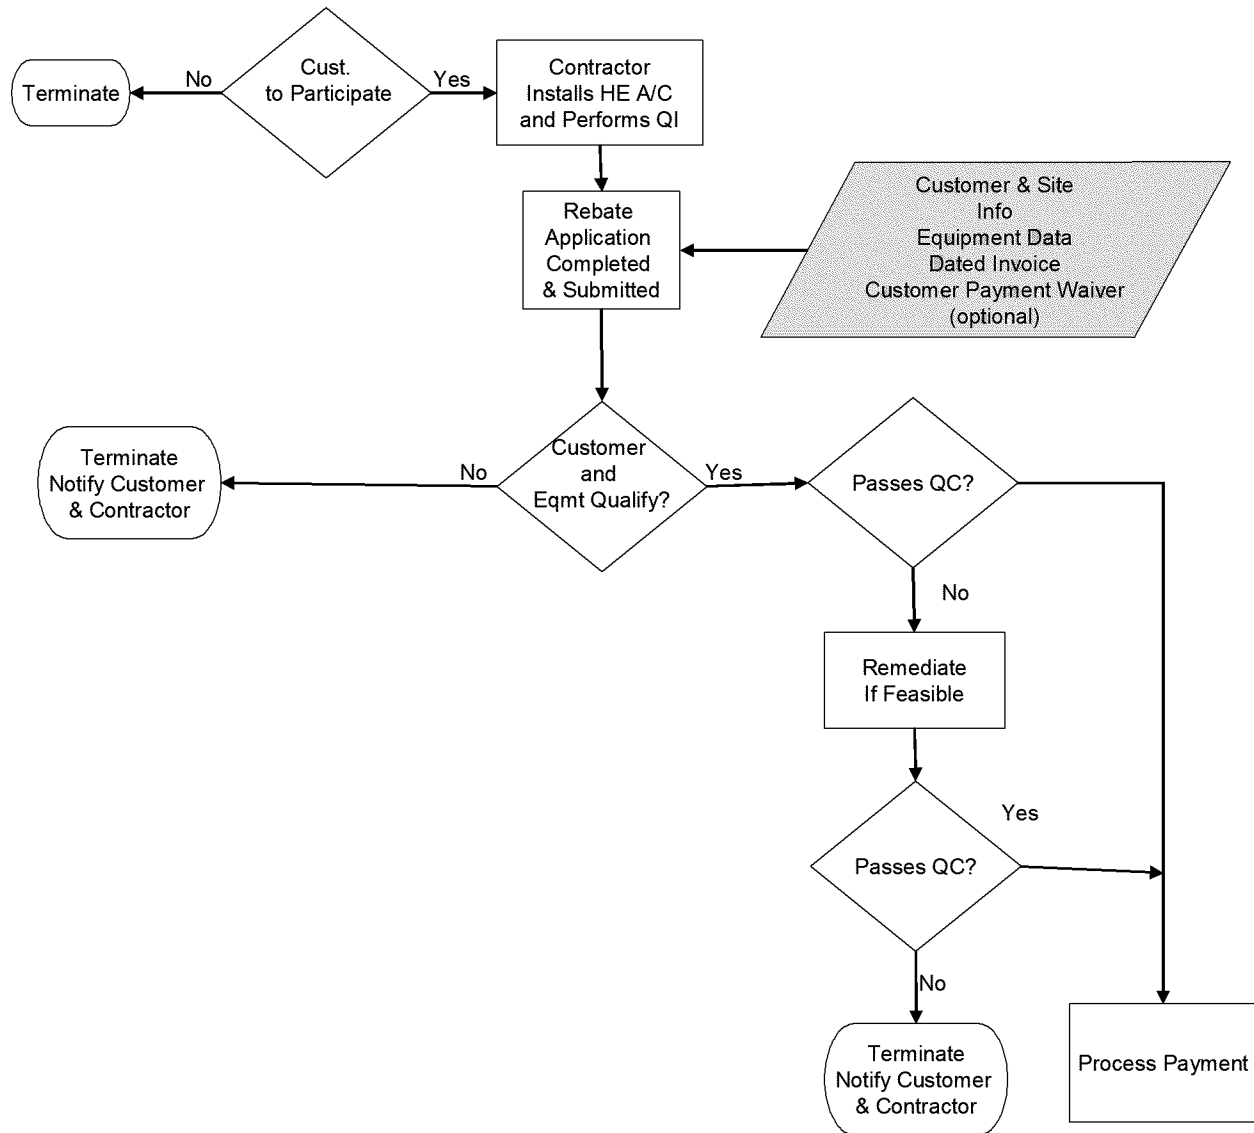 Terminate
No
Cust.
to Participate
Yes
Contractor
Installs HE A/C
and Performs QI
Rebate
Application
Completed
& Submitted
Customer & Site
Info
Equipment Data
Dated Invoice
Customer Payment Waiver
(optional)
Terminate
Notify Customer
& Contractor
No
Customer
and
Eqmt Qualify?
Yes
Passes QC?
No
Remediate
If Feasible
Passes QC?
Yes
No
Terminate
Notify Customer
& Contractor
Process Payment